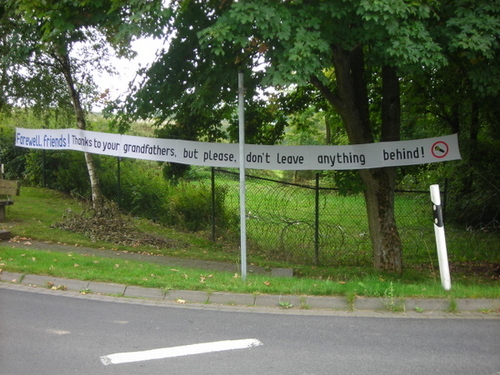 Farewell friends! Thanks to your grandfathers, but please, don't leave anything behind!